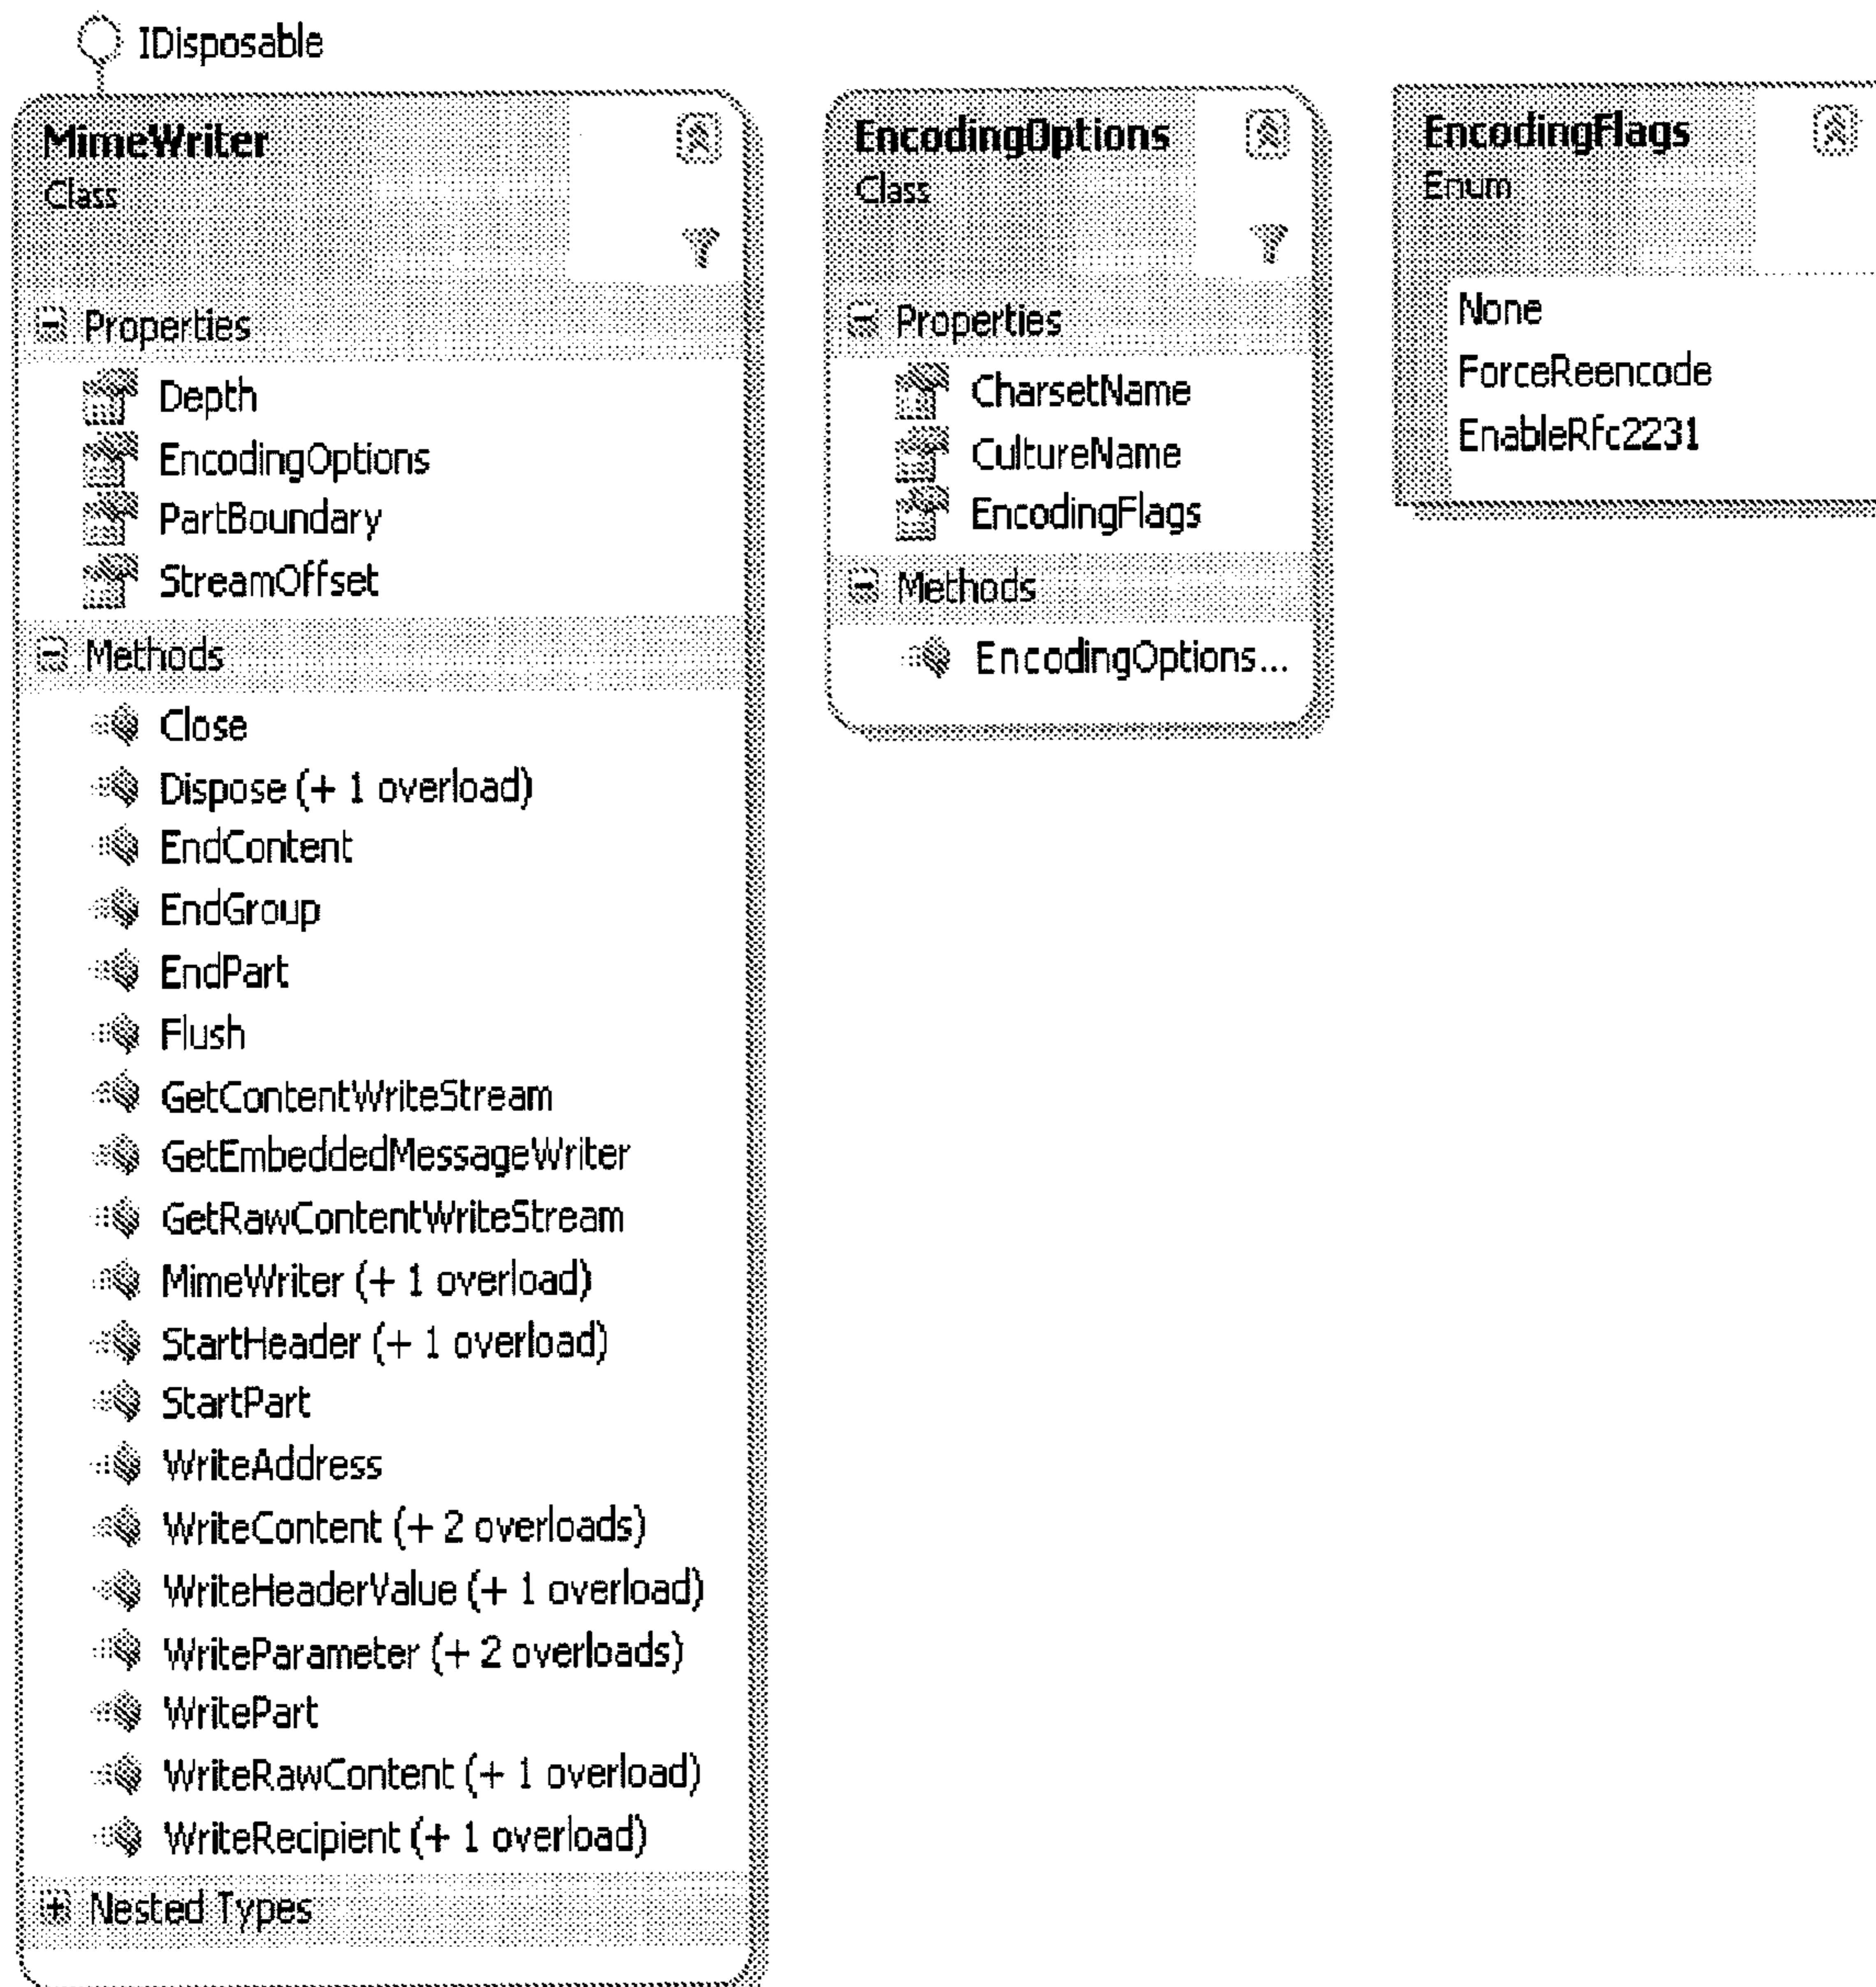 IDisposable
MimeWriter
Class
Properties
Depth
EncodingOptions
PartBoundary
StreamOffset
Methods
Close
Dispose (+ 1 overload)
EndContent
EndGroup
EndPart
Flush
GetContentWriteStream
GetEmbeddedMessageWriter
GetRawContentWriteStream
MimeWriter (+ 1 overload)
StartHeader (+ 1 overload)
StartPart
WriteAddress
WriteContent (+ 2 overloads)
WriteHeaderValue (+ 1 overload)
WriteParameter (+ 2 overloads)
WritePart
WriteRawContent (+ 1 overload)
WriteRecipient (+ 1 overload)
Nested Types
EncodingOptions
Class
Properties
CharsetName
CultureName
EncodingFlags
Methods
EncodingOptions...
EncodingFlags
Enum
None
ForceReencode
EnableRfc2231